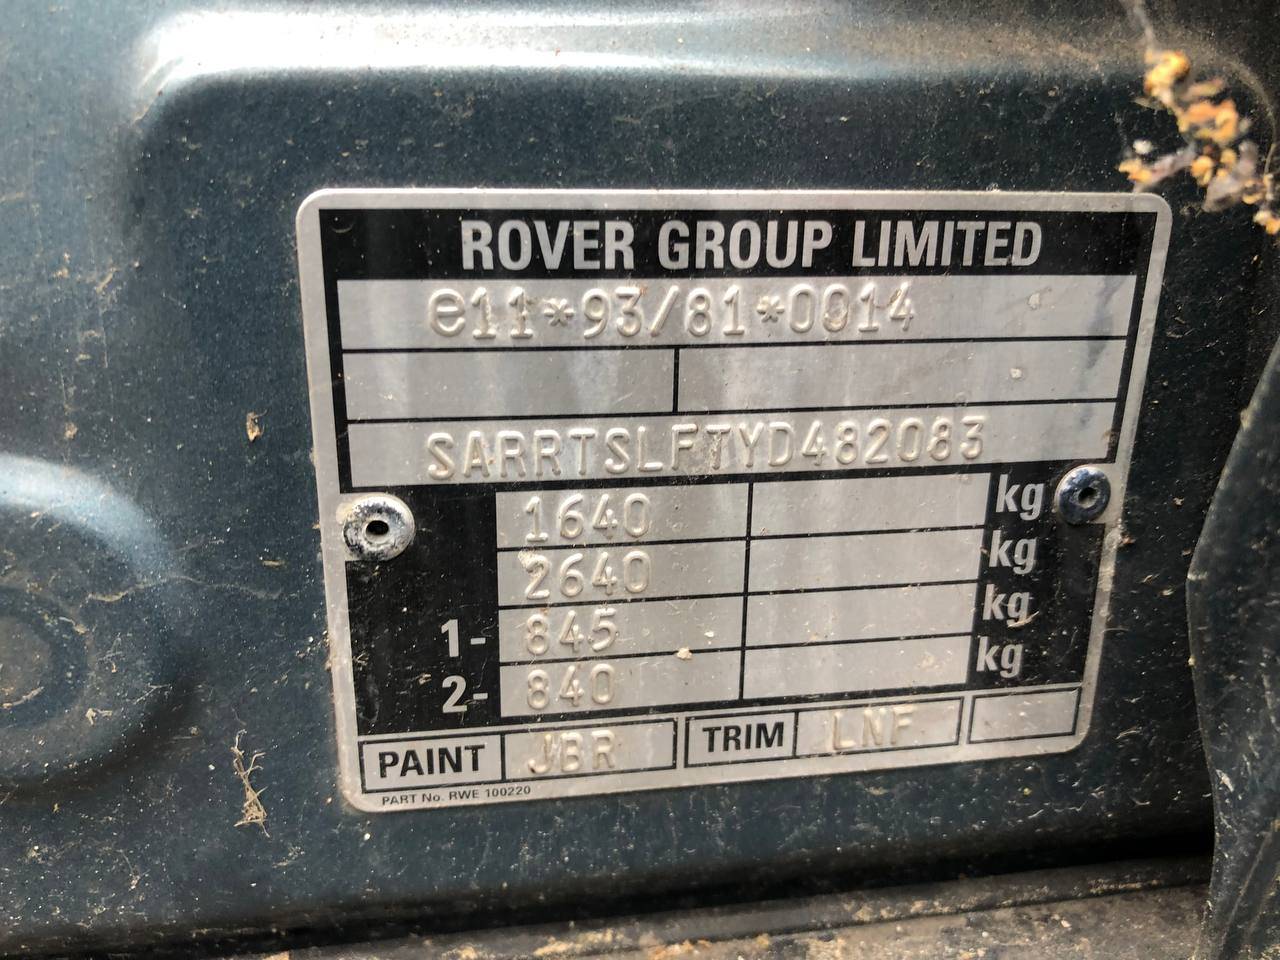 ROVER GROUP LIMITED
e11*93/81*0014
SARRTSLFTYD482083
1640 kg
2640 kg
1- 845 kg
2- 840 kg
PAINT JBR TRIM LNF
PART No. RWE 100220